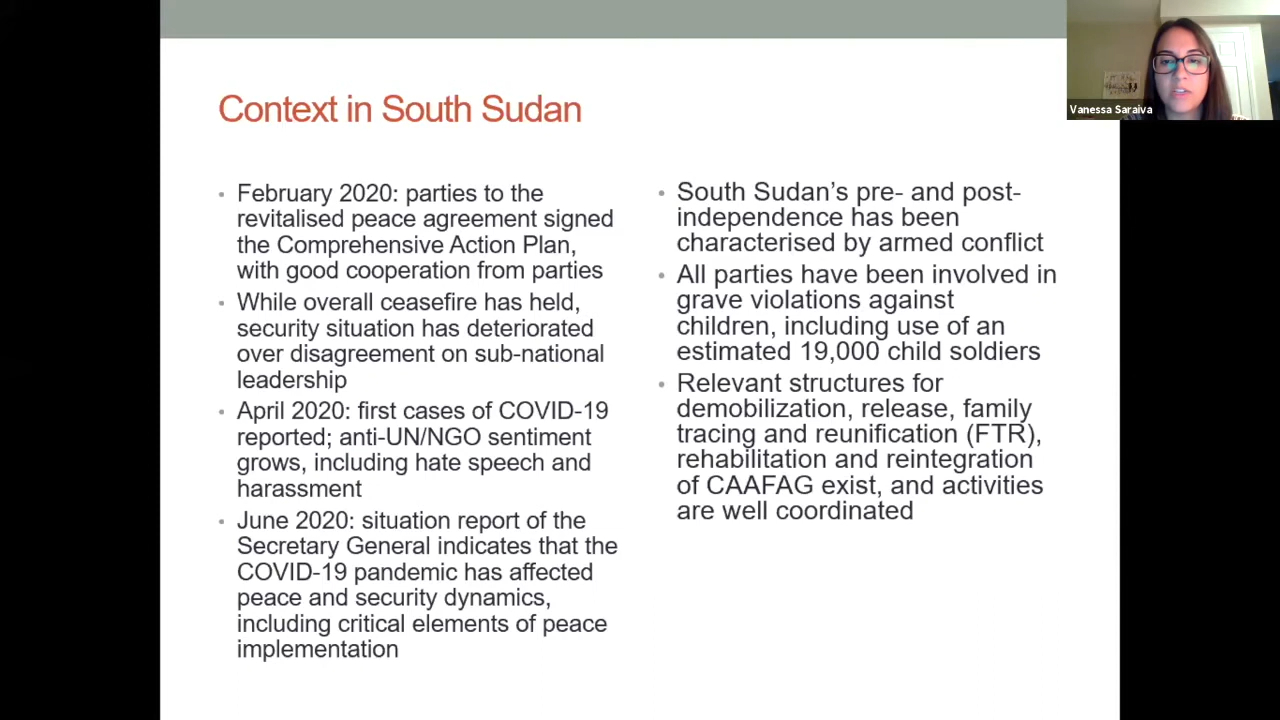 Context in South Sudan
February 2020: parties to the
revitalised peace agreement signed
the Comprehensive Action Plan,
with good cooperation from parties
While overall ceasefire has held,
security situation has deteriorated
over disagreement on sub-national
leadership
April 2020: first cases of COVID-19
reported; anti-UN/NGO sentiment
grows, including hate speech and
harassment
June 2020: situation report of the
Secretary General indicates that the
COVID-19 pandemic has affected
peace and security dynamics,
including critical elements of peace
implementation
South Sudan’s pre- and post-
independence has been
characterised by armed conflict
All parties have been involved in
grave violations against
children, including use of an
estimated 19,000 child soldiers
Relevant structures for
demobilization, release, family
tracing and reunification (FTR),
rehabilitation and reintegration
of CAAFAG exist, and activities
are well coordinated
Vanessa Saraiva